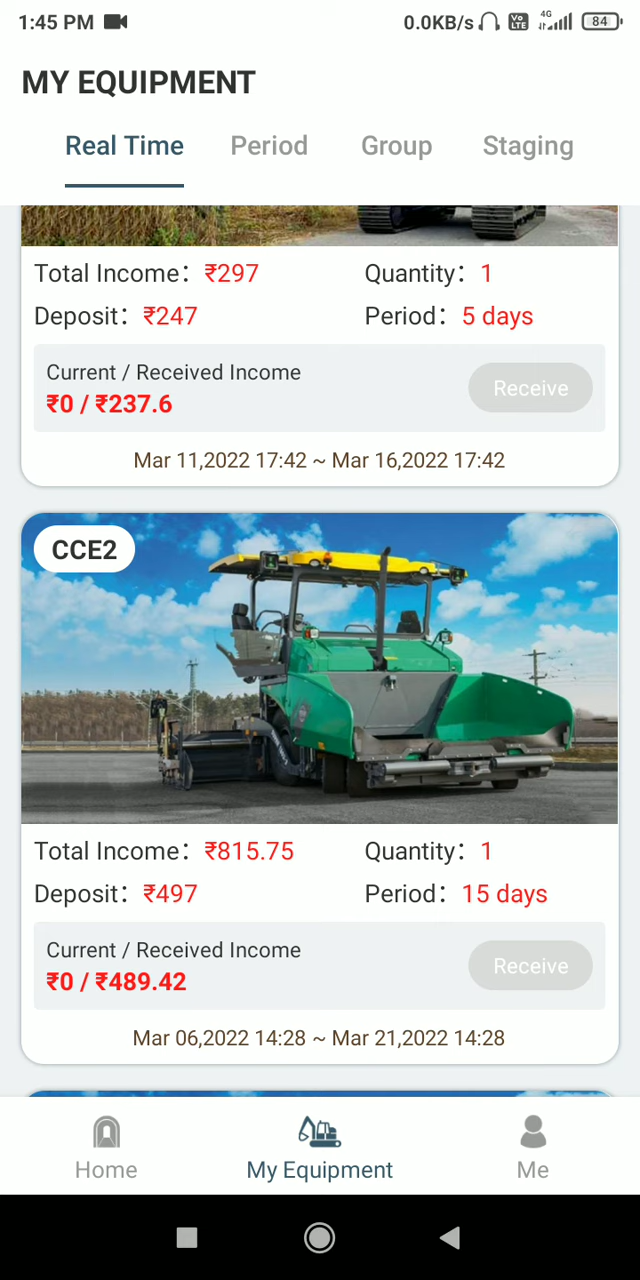 1:45 PM 0.0KB/s Vo LTE 4G 84
MY EQUIPMENT
Real Time Period Group Staging
Total Income： ₹297 Quantity： 1
Deposit： ₹247 Period： 5 days
Current / Received Income
₹0 / ₹237.6 Receive
Mar 11,2022 17:42 ~ Mar 16,2022 17:42
CCE2
Total Income： ₹815.75 Quantity： 1
Deposit： ₹497 Period： 15 days
Current / Received Income
₹0 / ₹489.42 Receive
Mar 06,2022 14:28 ~ Mar 21,2022 14:28
Home My Equipment Me